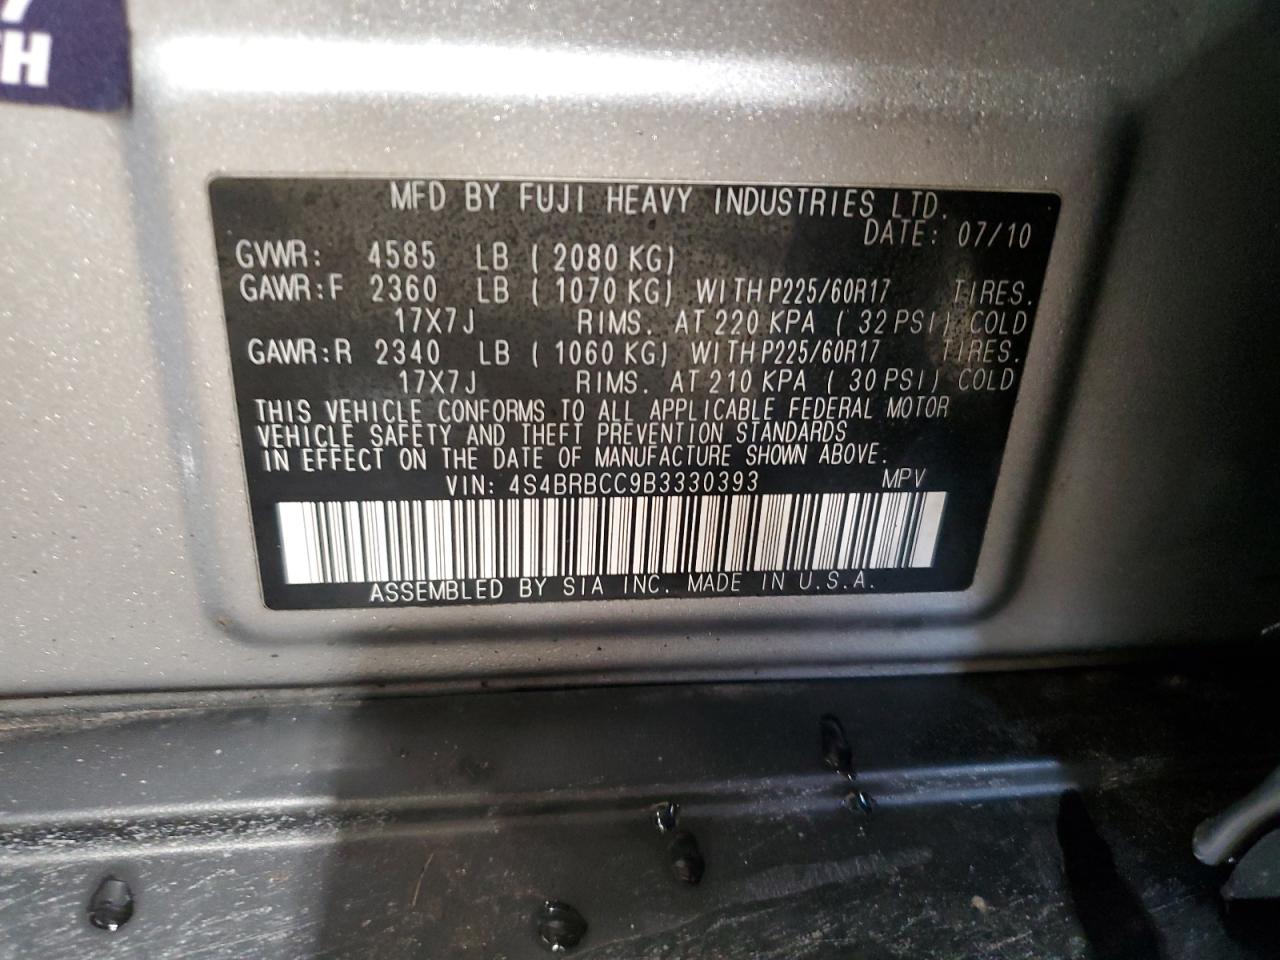 7
TH
MFD BY FUJI HEAVY INDUSTRIES LTD.
DATE: 07/10
GVWR: 4585 LB ( 2080 KG)
GAWR:F 2360 LB ( 1070 KG) WITH P225/60R17 TIRES.
17X7J RIMS. AT 220 KPA ( 32 PSI) COLD
GAWR:R 2340 LB ( 1060 KG) WITH P225/60R17 TIRES.
17X7J RIMS. AT 210 KPA ( 30 PSI) COLD
THIS VEHICLE CONFORMS TO ALL APPLICABLE FEDERAL MOTOR
VEHICLE SAFETY AND THEFT PREVENTION STANDARDS
IN EFFECT ON THE DATE OF MANUFACTURE SHOWN ABOVE.
VIN: 4S4BRBCC9B3330393 MPV
ASSEMBLED BY SIA INC. MADE IN U.S.A.